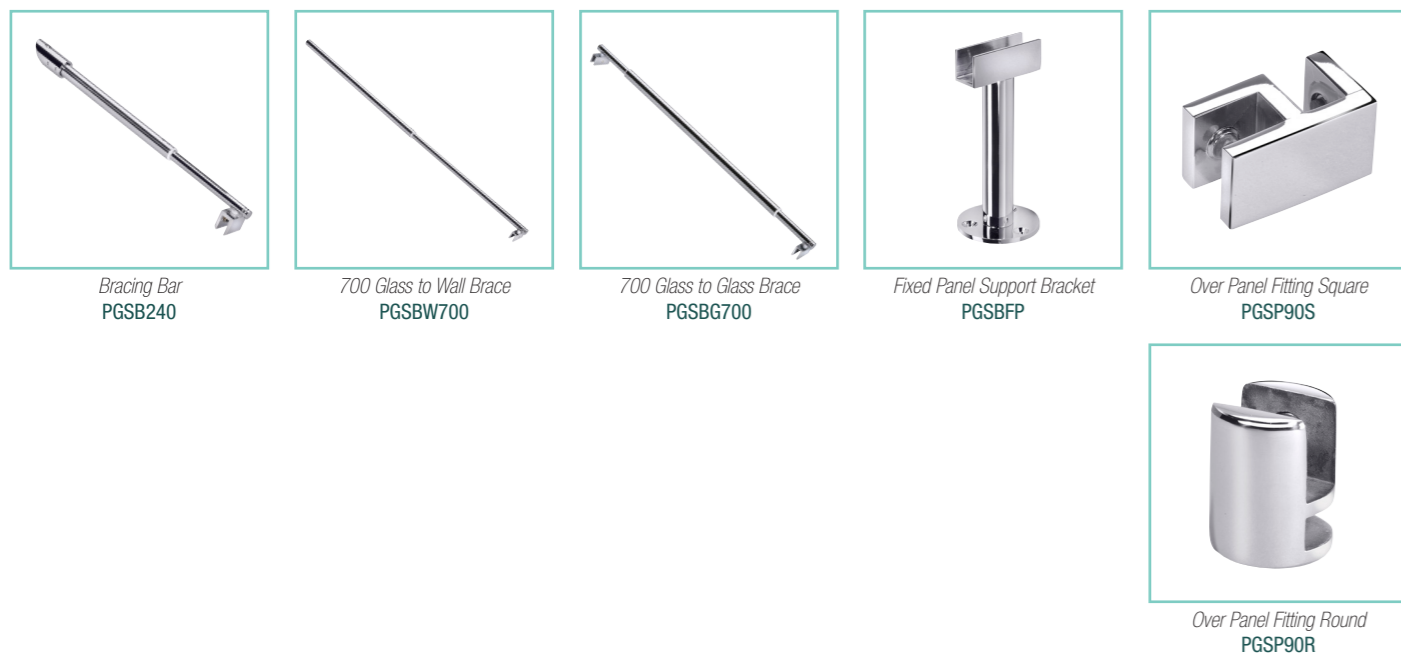 Bracing Bar
PGSB240
700 Glass to Wall Brace
PGSBW700
700 Glass to Glass Brace
PGSBG700
Fixed Panel Support Bracket
PGSBFP
Over Panel Fitting Square
PGSP90S
Over Panel Fitting Round
PGSP90R